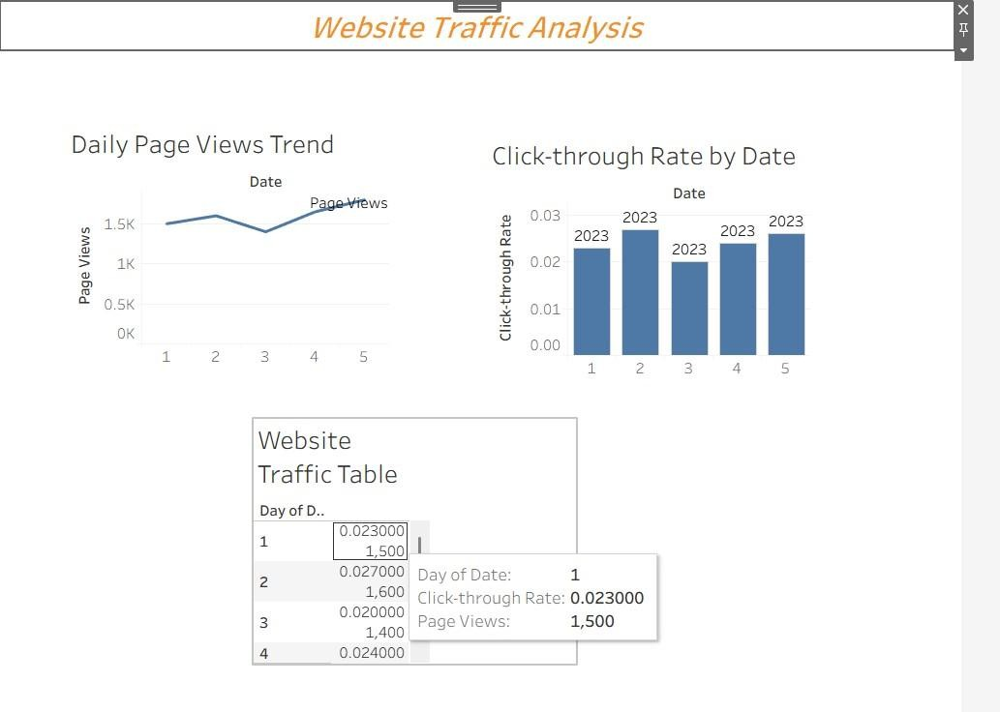 Website Traffic Analysis
Daily Page Views Trend
Date
Page Views
Page Views
1.5K
1K
0.5K
0K
1 2 3 4 5
Click-through Rate by Date
Date
Click-through Rate
0.03
0.02
0.01
0.00
2023 2023 2023 2023 2023
1 2 3 4 5
Website
Traffic Table
Day of D..
1 0.023000
1,500
2 0.027000
1,600
3 0.020000
1,400
4 0.024000
Day of Date: 1
Click-through Rate: 0.023000
Page Views: 1,500